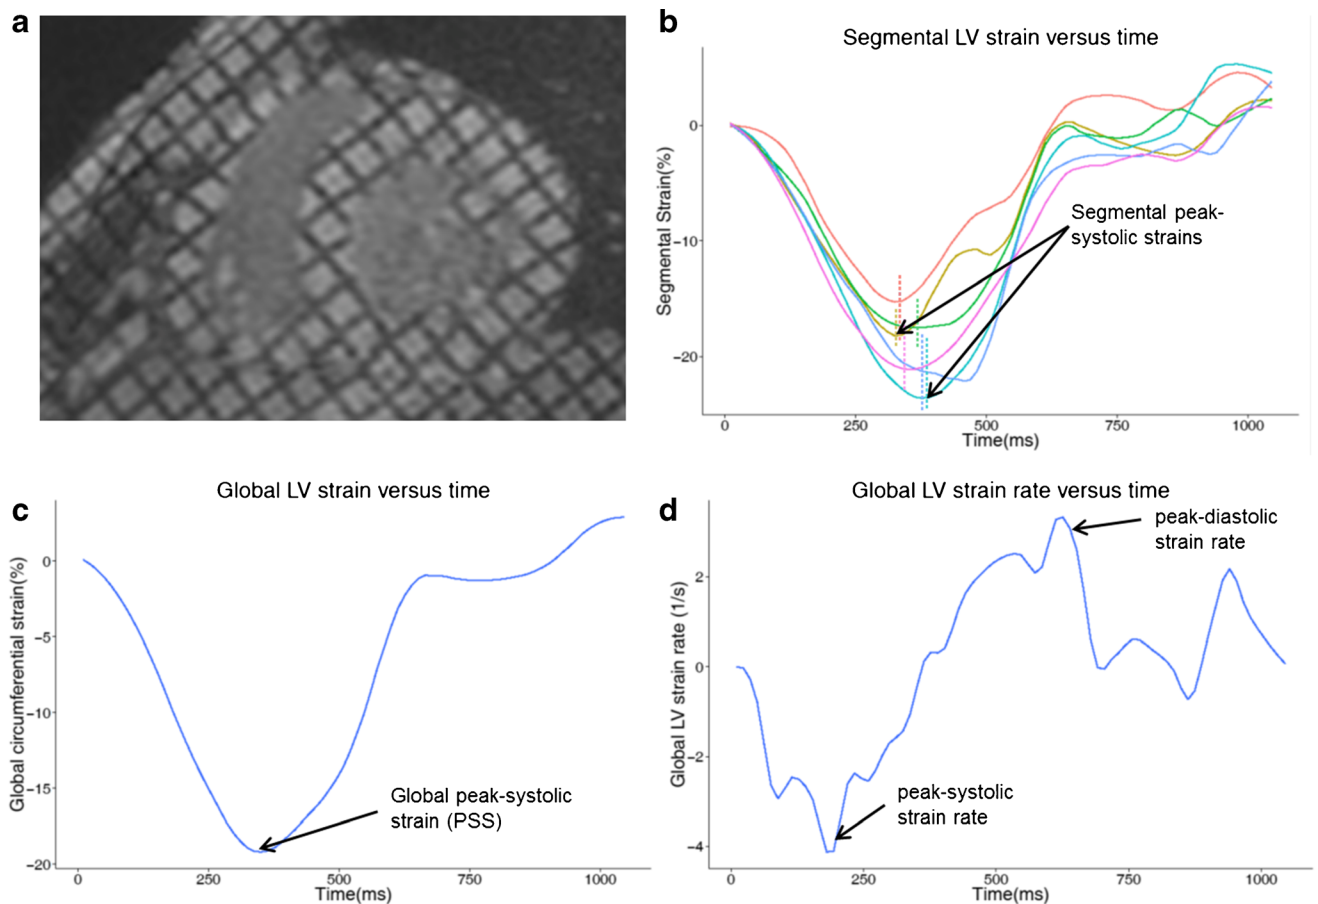 a
b
Segmental LV strain versus time
Segmental Strain(%)
0
−10
−20
Segmental peak-
systolic strains
0 250 500 750 1000
Time(ms)
c
Global LV strain versus time
Global circumferential strain(%)
0
−5
−10
−15
−20
Global peak-systolic
strain (PSS)
0 250 500 750 1000
Time(ms)
d
Global LV strain rate versus time
Global LV strain rate (1/s)
2
0
−2
−4
peak-diastolic
strain rate
peak-systolic
strain rate
0 250 500 750 1000
Time(ms)